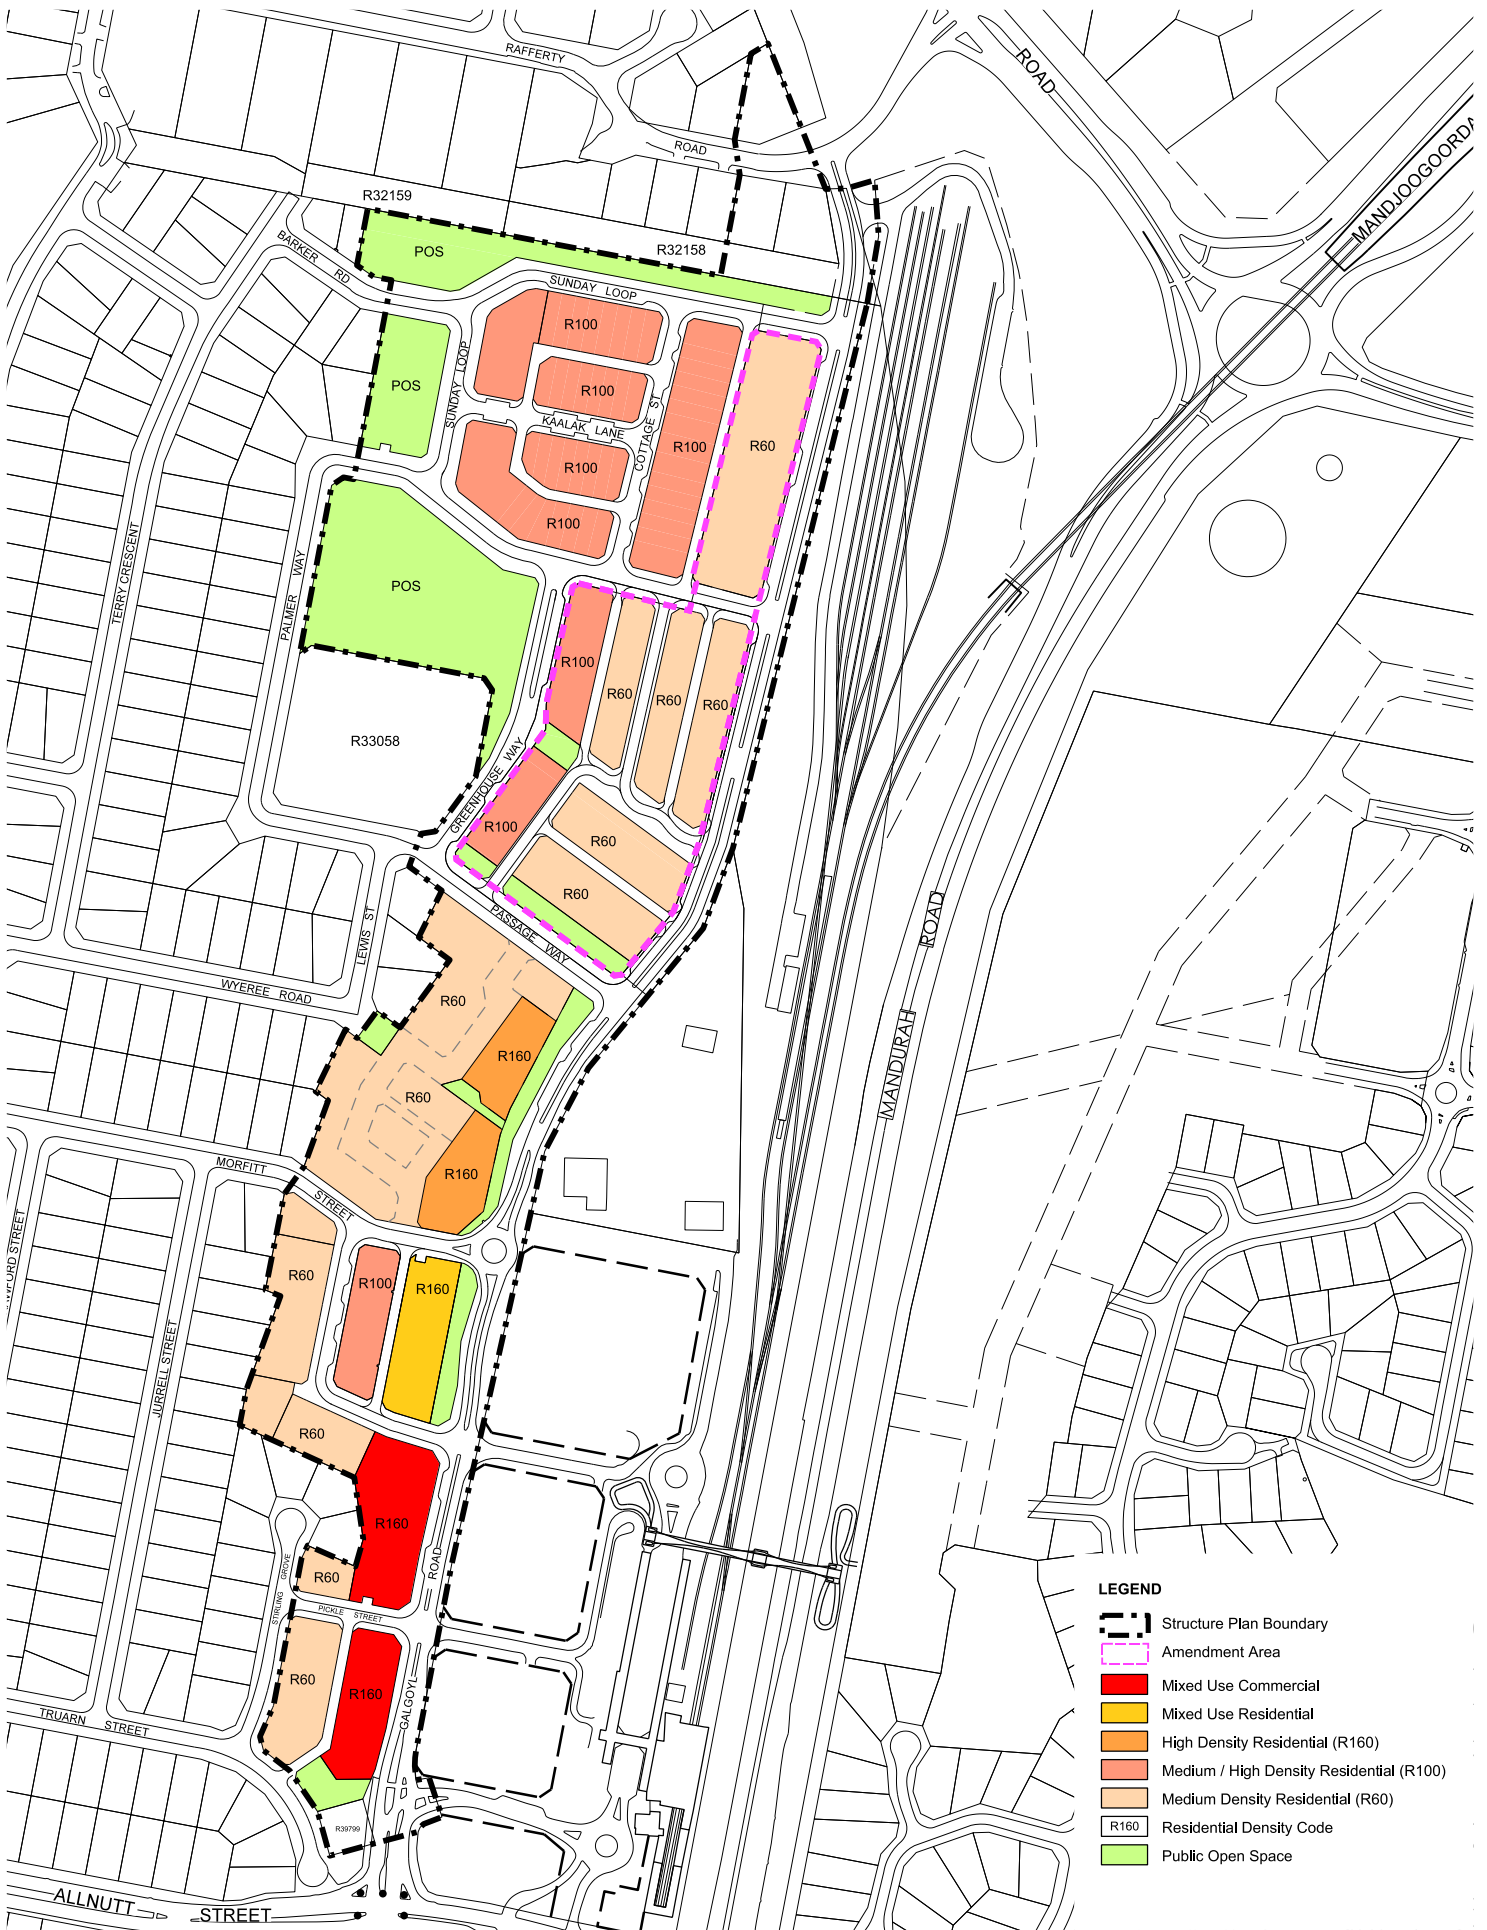 RAFFERTY
ROAD
ROAD
MANDJOOGOORDA
R32159
R32158
BARKER RD
POS
SUNDAY LOOP
R100
POS
SUNDAY LOOP
R100
KAALAK LANE
COTTAGE ST
R100
R60
R100
R100
TERRY CRESCENT
PALMER WAY
POS
R100
R60
R60
R60
R33058
GREENHOUSE WAY
R100
R60
R60
PASSAGE WAY
LEWIS ST
WYEREE ROAD
R60
ROAD
MANDURAH
R160
R60
R160
MORFITT
STREET
STREET
R60
R100
R160
JURRELL STREET
R60
R160
ROAD
STIRLING GROVE
R60
PICKLE STREET
R60
R160
GALGOYL
TRUARN STREET
R39799
ALLNUTT STREET
LEGEND
Structure Plan Boundary
Amendment Area
Mixed Use Commercial
Mixed Use Residential
High Density Residential (R160)
Medium / High Density Residential (R100)
Medium Density Residential (R60)
R160 Residential Density Code
Public Open Space